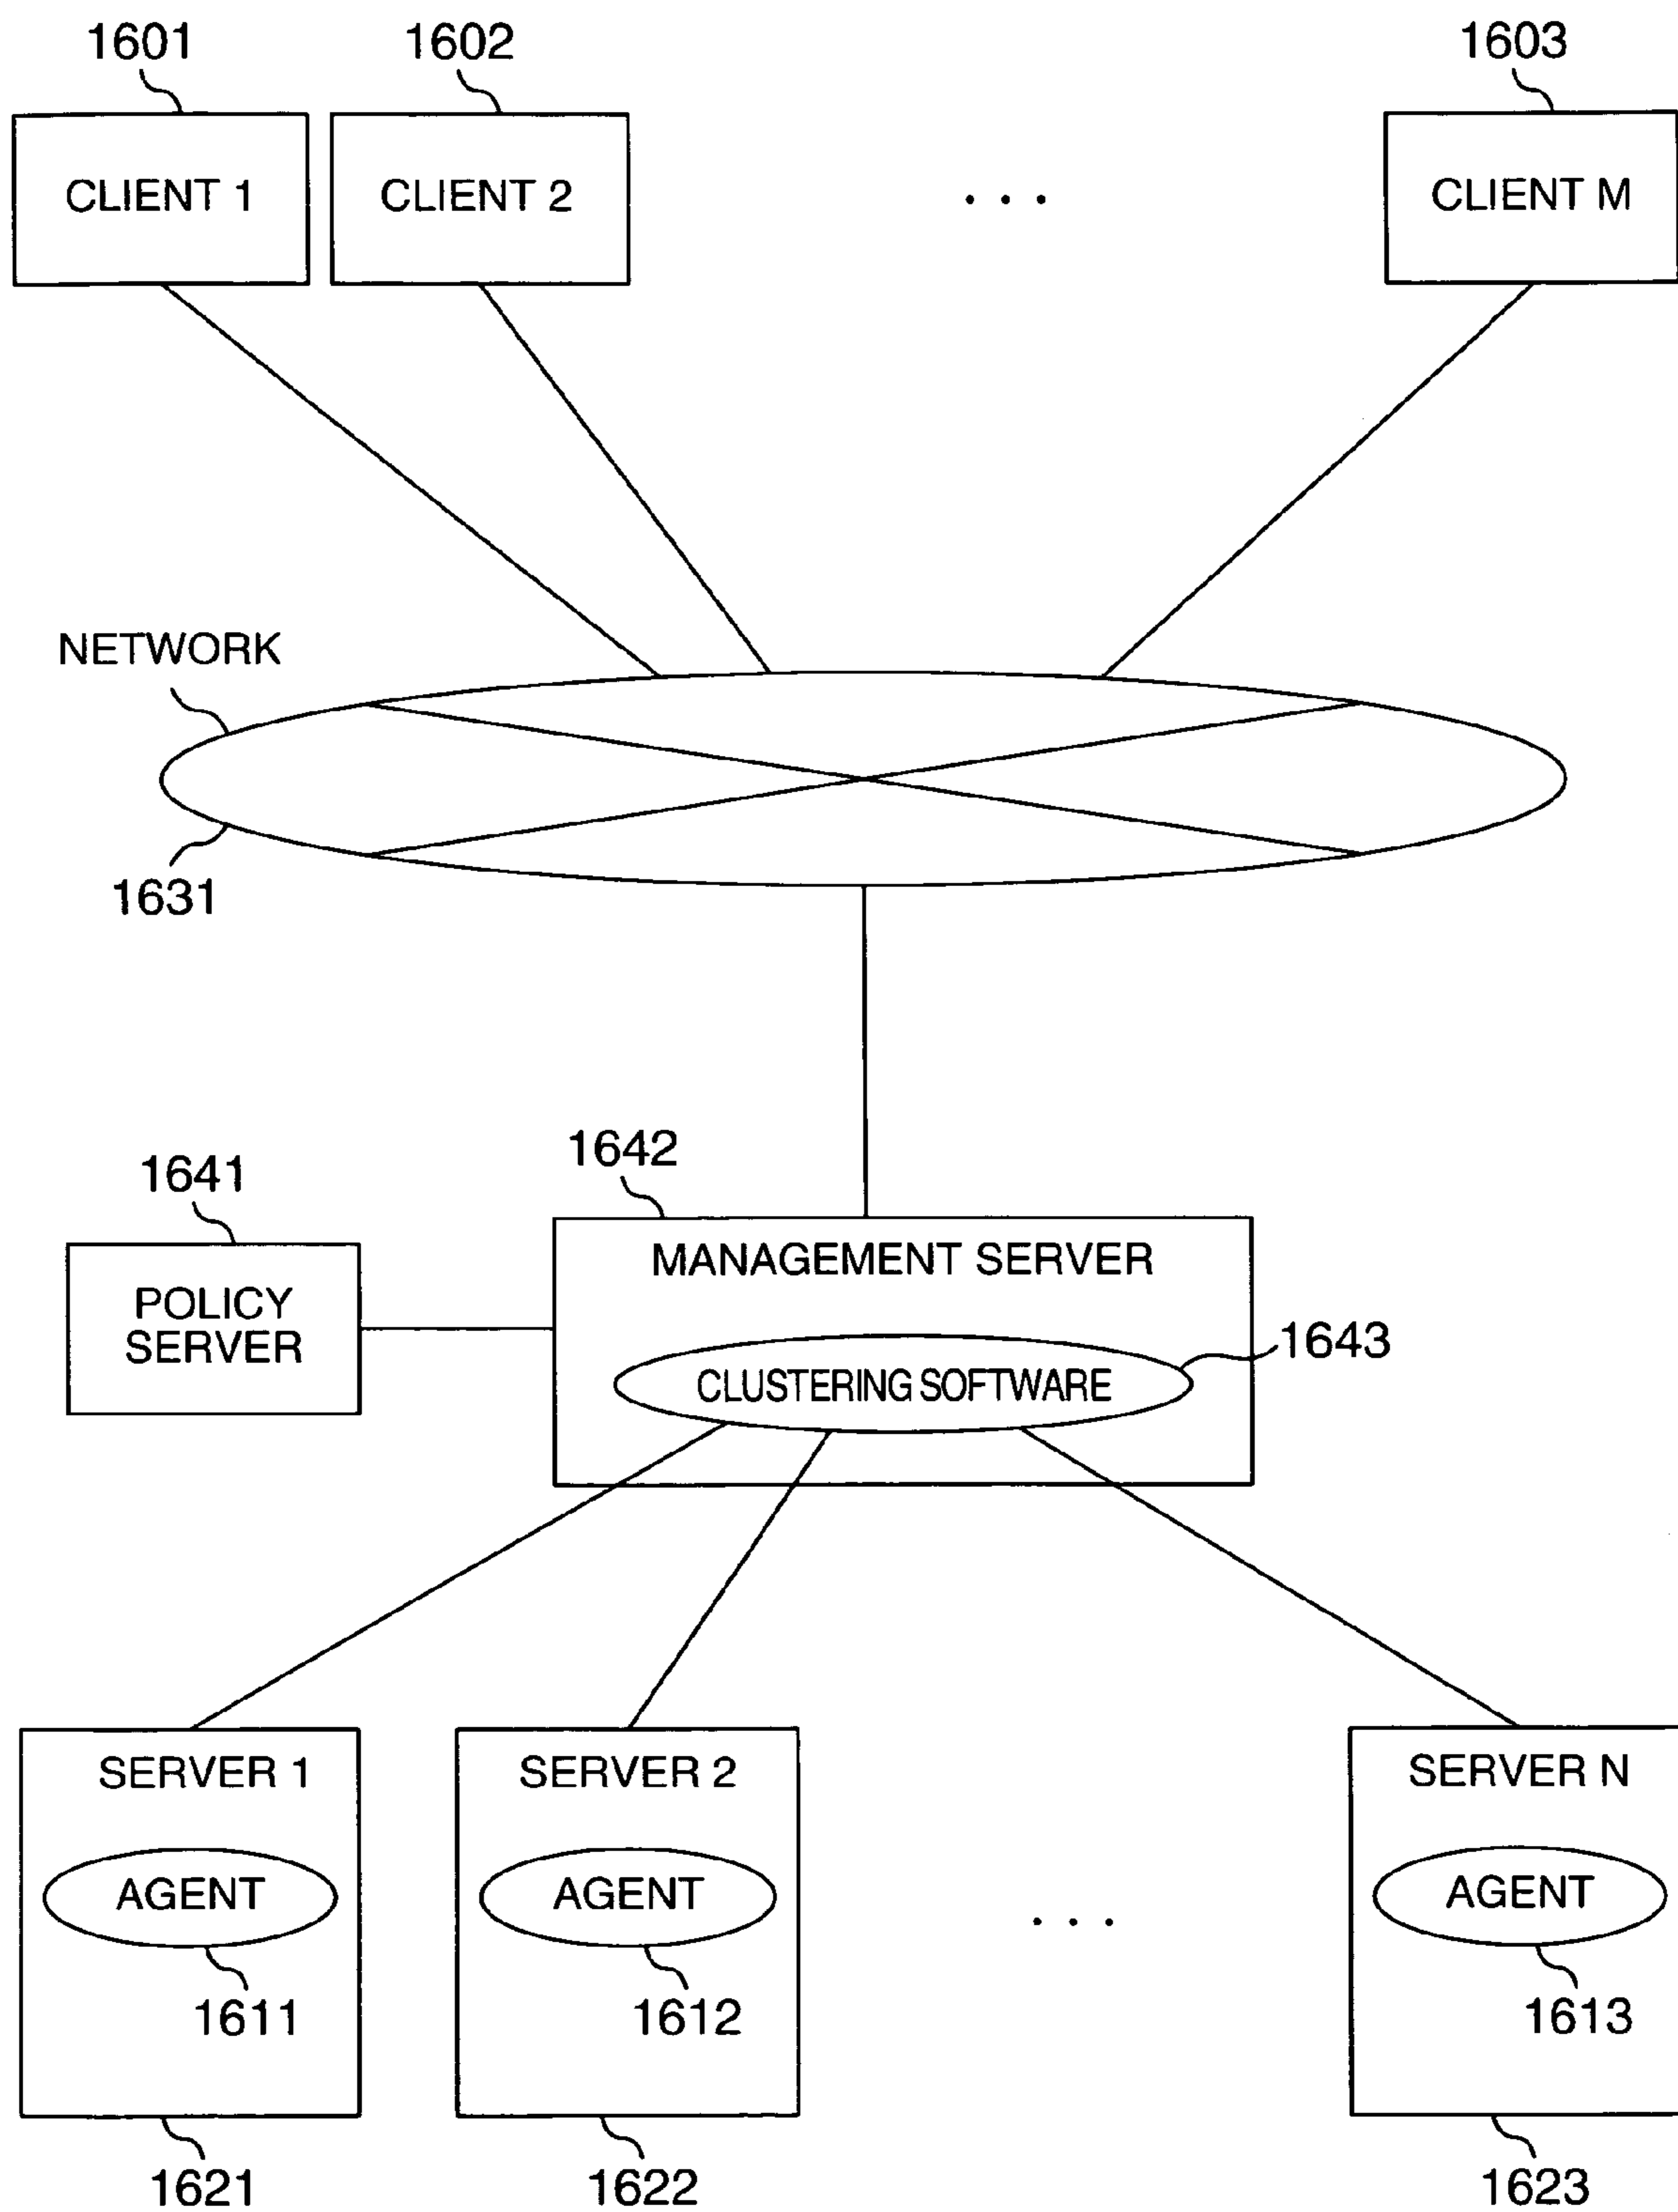 1601
1602
1603
CLIENT 1
CLIENT 2
. . .
CLIENT M
NETWORK
1631
1642
1641
MANAGEMENT SERVER
POLICY
SERVER
1643
CLUSTERING SOFTWARE
SERVER 1
SERVER 2
SERVER N
AGENT
AGENT
. . .
AGENT
1611
1612
1613
1621
1622
1623